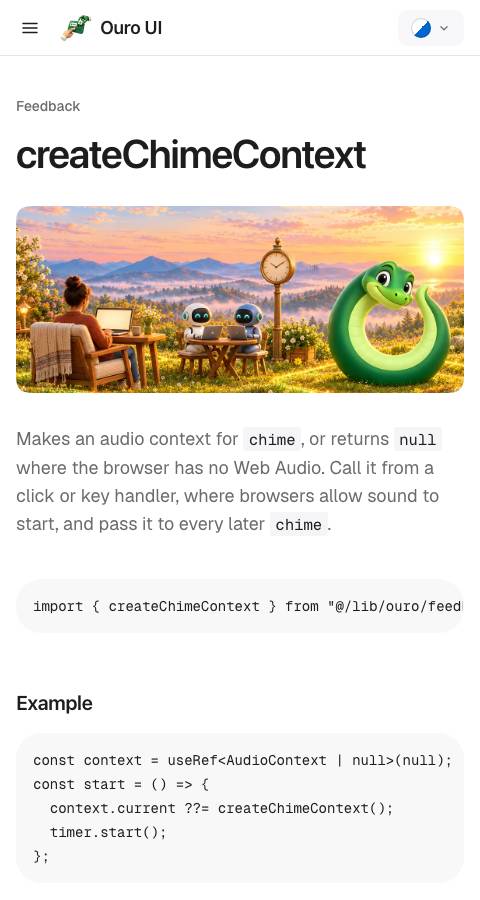 Ouro UI
Feedback
createChimeContext
Makes an audio context for chime, or returns null
where the browser has no Web Audio. Call it from a
click or key handler, where browsers allow sound to
start, and pass it to every later chime.
import { createChimeContext } from "@/lib/ouro/feed
Example
const context = useRef<AudioContext | null>(null);
const start = () => {
  context.current ??= createChimeContext();
  timer.start();
};